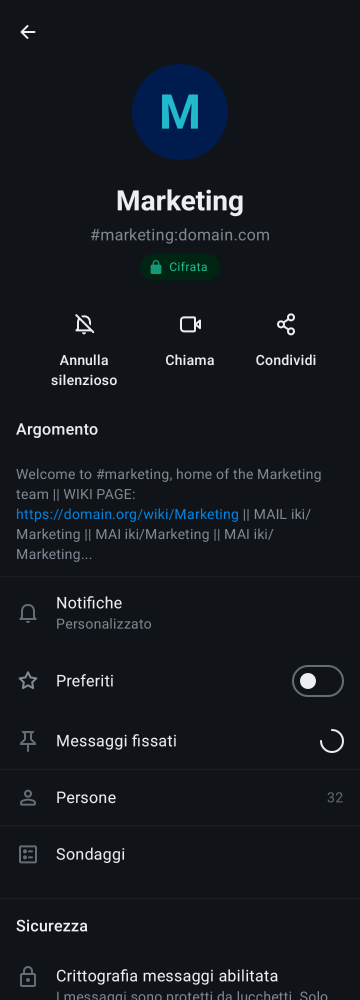 M
Marketing
#marketing:domain.com
Cifrata
Annulla
silenzioso
Chiama
Condividi
Argomento
Welcome to #marketing, home of the Marketing
team || WIKI PAGE:
https://domain.org/wiki/Marketing || MAIL iki/
Marketing || MAI iki/Marketing || MAI iki/
Marketing...
Notifiche
Personalizzato
Preferiti
Messaggi fissati
Persone
32
Sondaggi
Sicurezza
Crittografia messaggi abilitata
I messaggi sono protetti da lucchetti. Solo